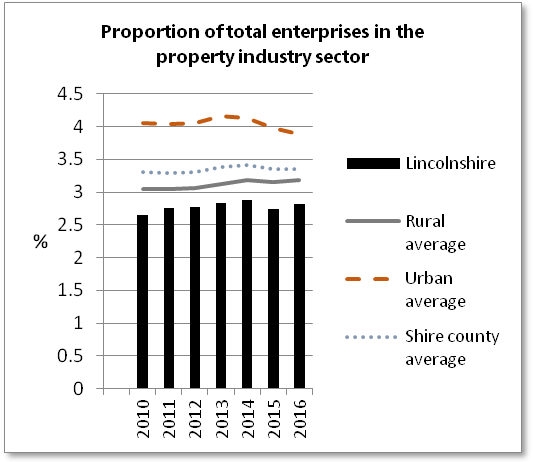 Proportion of total enterprises in the
property industry sector
4.5
4
3.5
3
2.5
2
1.5
1
0.5
0
%
2010
2011
2012
2013
2014
2015
2016
Lincolnshire
Rural
average
Urban
average
Shire county
average